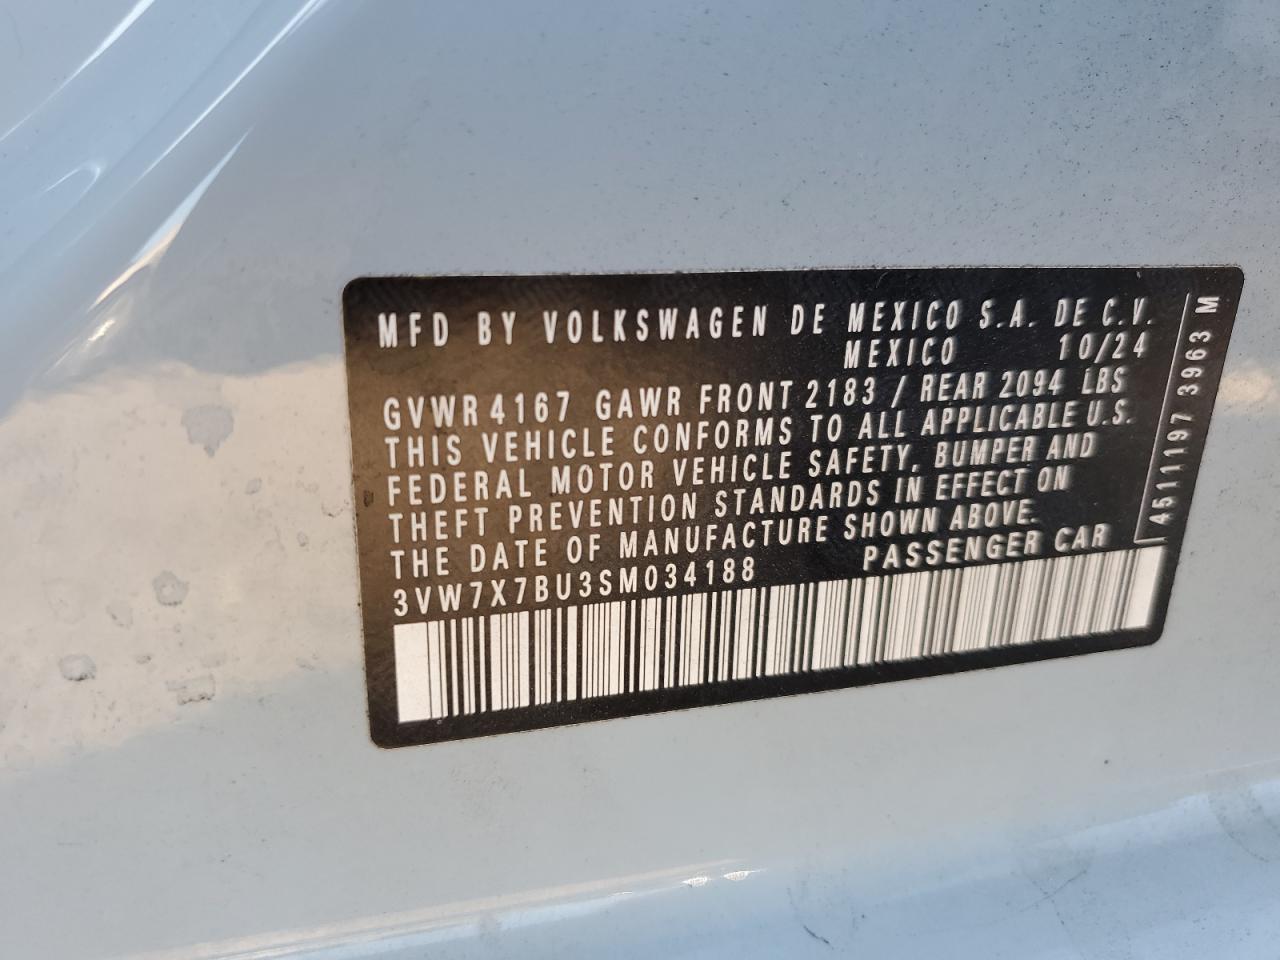 MFD BY VOLKSWAGEN DE MEXICO S.A. DE C.V.
MEXICO 10/24
GVWR 4167 GAWR FRONT 2183 / REAR 2094 LBS
THIS VEHICLE CONFORMS TO ALL APPLICABLE U.S.
FEDERAL MOTOR VEHICLE SAFETY, BUMPER AND
THEFT PREVENTION STANDARDS IN EFFECT ON
THE DATE OF MANUFACTURE SHOWN ABOVE.
3VW7X7BU3SM034188 PASSENGER CAR
4511197 3963 M